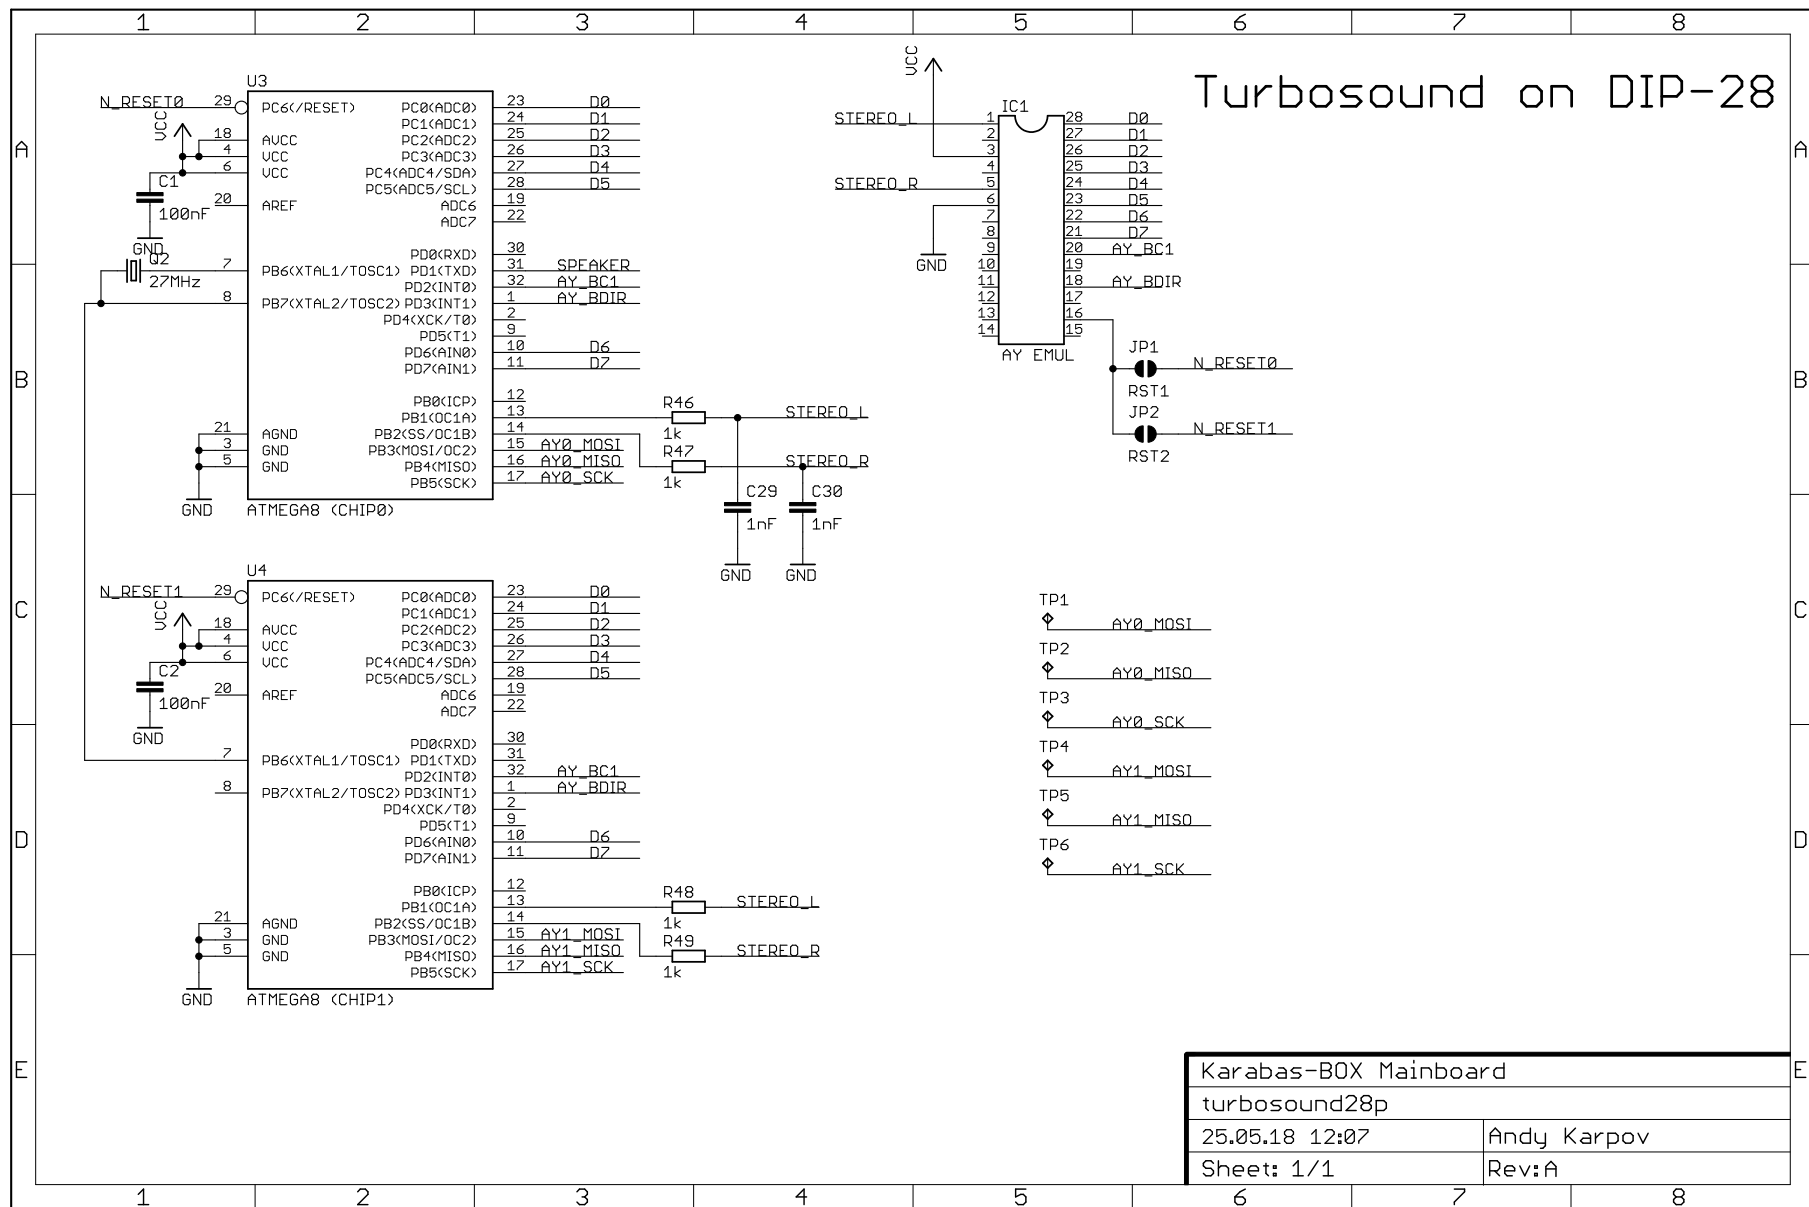 1 2 3 4 5 6 7 8
A A
B B
C C
D D
E E
Turbosound on DIP-28
U3
N_RESET0 29 PC6(/RESET) PC0(ADC0) 23 D0
PC1(ADC1) 24 D1
VCC 18 AVCC PC2(ADC2) 25 D2
4 VCC PC3(ADC3) 26 D3
6 VCC PC4(ADC4/SDA) 27 D4
C1 PC5(ADC5/SCL) 28 D5
100nF 20 AREF ADC6 19
ADC7 22
GND
PD0(RXD) 30
Q2 7 PB6(XTAL1/TOSC1) PD1(TXD) 31 SPEAKER
27MHz PD2(INT0) 32 AY_BC1
8 PB7(XTAL2/TOSC2) PD3(INT1) 1 AY_BDIR
PD4(XCK/T0) 2
PD5(T1) 9
PD6(AIN0) 10 D6
PD7(AIN1) 11 D7
PB0(ICP) 12
PB1(OC1A) 13 R46 1k STEREO_L
21 AGND PB2(SS/OC1B) 14
3 GND PB3(MOSI/OC2) 15 AY0_MOSI R47 1k STEREO_R
5 GND PB4(MISO) 16 AY0_MISO
PB5(SCK) 17 AY0_SCK
GND ATMEGA8 (CHIP0)
C29 C30
1nF 1nF
GND GND
U4
N_RESET1 29 PC6(/RESET) PC0(ADC0) 23 D0
PC1(ADC1) 24 D1
VCC 18 AVCC PC2(ADC2) 25 D2
4 VCC PC3(ADC3) 26 D3
6 VCC PC4(ADC4/SDA) 27 D4
C2 PC5(ADC5/SCL) 28 D5
100nF 20 AREF ADC6 19
ADC7 22
GND
PD0(RXD) 30
7 PB6(XTAL1/TOSC1) PD1(TXD) 31
PD2(INT0) 32 AY_BC1
8 PB7(XTAL2/TOSC2) PD3(INT1) 1 AY_BDIR
PD4(XCK/T0) 2
PD5(T1) 9
PD6(AIN0) 10 D6
PD7(AIN1) 11 D7
PB0(ICP) 12
PB1(OC1A) 13 R48 1k STEREO_L
21 AGND PB2(SS/OC1B) 14
3 GND PB3(MOSI/OC2) 15 AY1_MOSI R49 1k STEREO_R
5 GND PB4(MISO) 16 AY1_MISO
PB5(SCK) 17 AY1_SCK
GND ATMEGA8 (CHIP1)
VCC
IC1
STEREO_L 1 28 D0
2 27 D1
3 26 D2
4 25 D3
STEREO_R 5 24 D4
6 23 D5
7 22 D6
8 21 D7
9 20 AY_BC1
GND 10 19
11 18 AY_BDIR
12 17
13 16
14 15
AY EMUL
JP1 N_RESET0
RST1
JP2 N_RESET1
RST2
TP1
AY0_MOSI
TP2
AY0_MISO
TP3
AY0_SCK
TP4
AY1_MOSI
TP5
AY1_MISO
TP6
AY1_SCK
Karabas-BOX Mainboard
turbosound28p
25.05.18 12:07 Andy Karpov
Sheet: 1/1 Rev:A
1 2 3 4 5 6 7 8